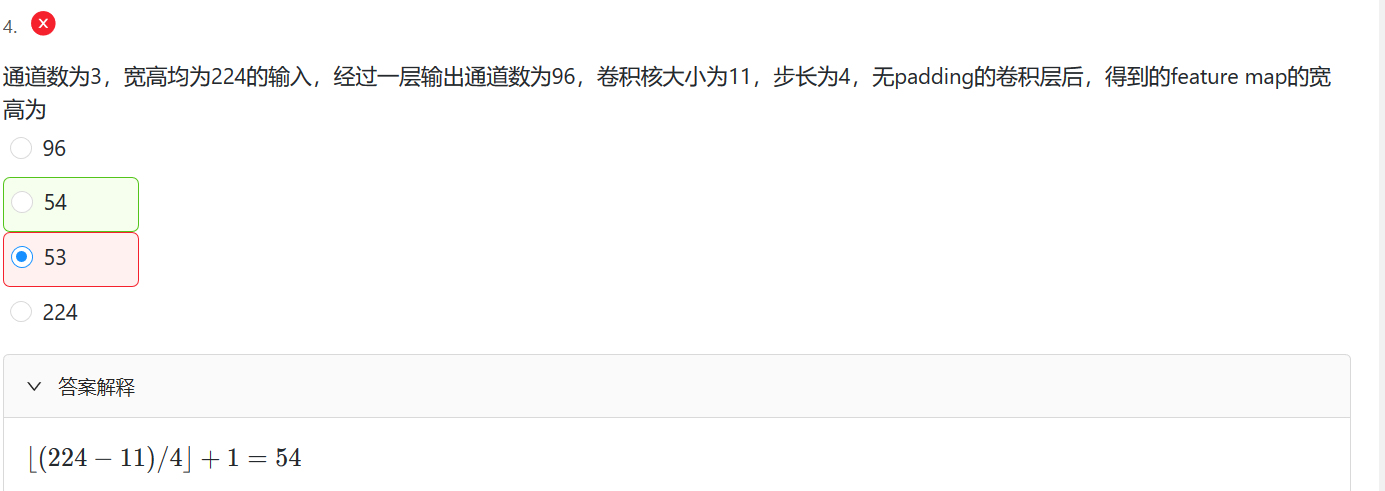 4.
通道数为3，宽高均为224的输入，经过一层输出通道数为96，卷积核大小为11，步长为4，无padding的卷积层后，得到的feature map的宽
高为
96
54
53
224
答案解释
⌊(224 − 11)/4⌋ + 1 = 54